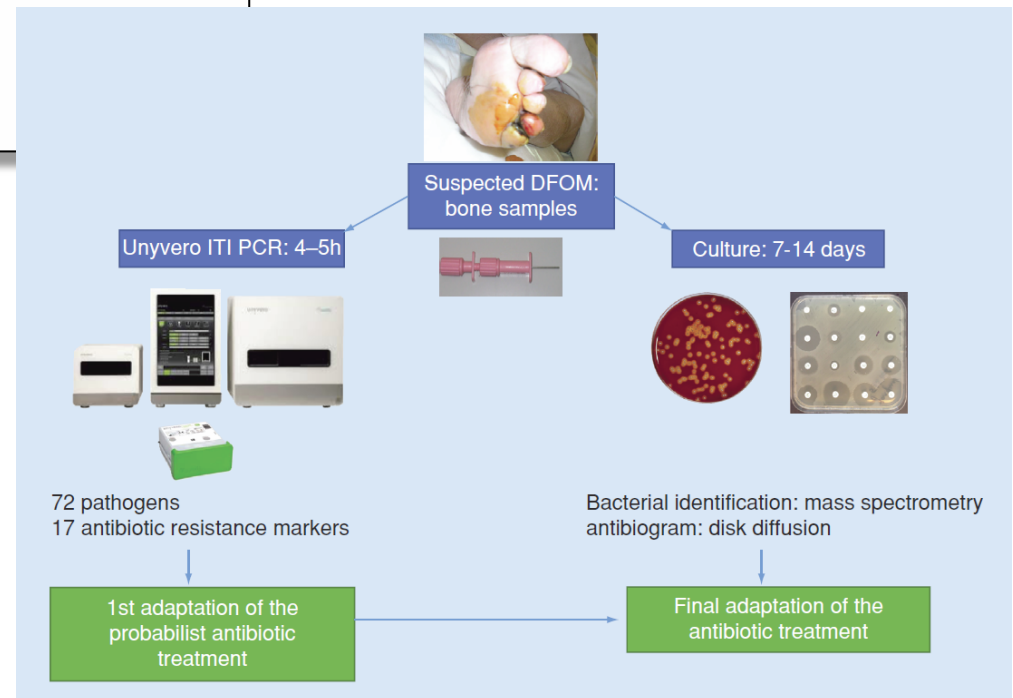 Suspected DFOM:
bone samples
Unyvero ITI PCR: 4–5h
Culture: 7-14 days
72 pathogens
17 antibiotic resistance markers
Bacterial identification: mass spectrometry
antibiogram: disk diffusion
1st adaptation of the
probabilist antibiotic
treatment
Final adaptation of the
antibiotic treatment